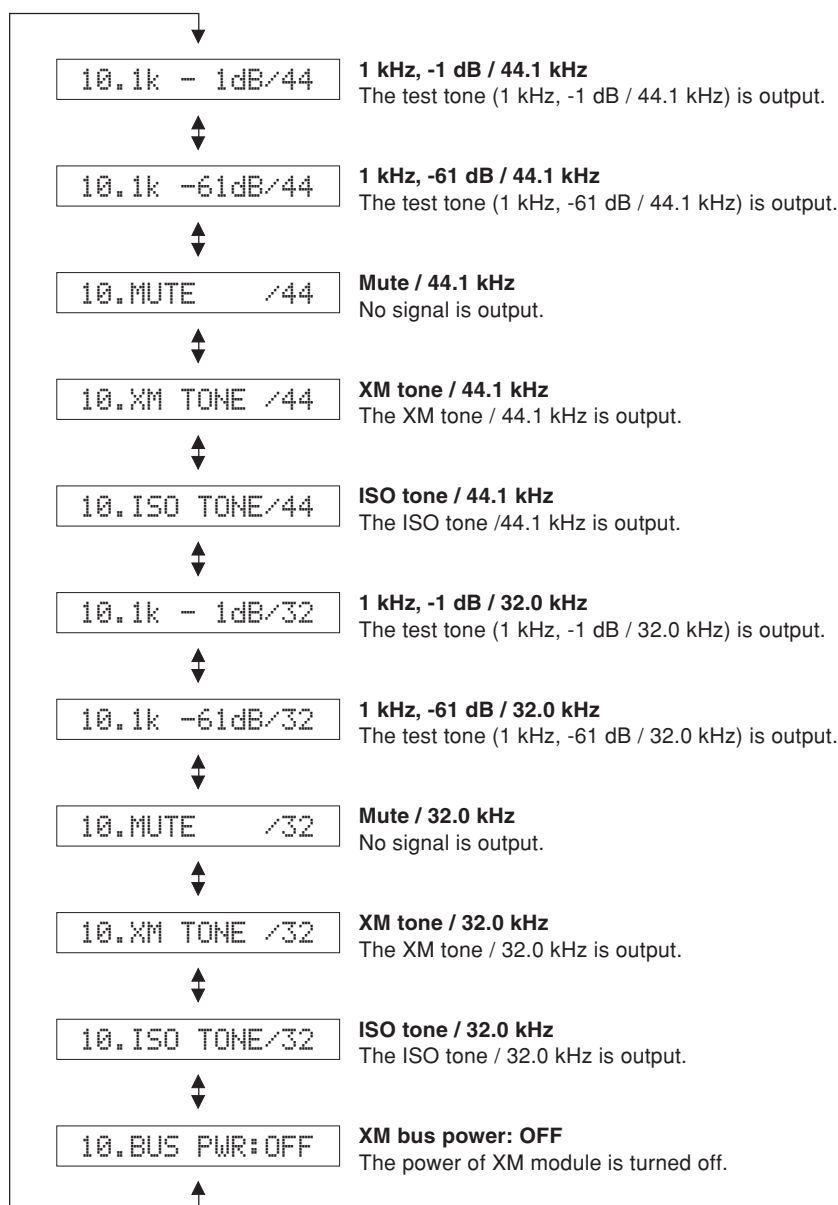 10.1k - 1dB/44
1 kHz, -1 dB / 44.1 kHz
The test tone (1 kHz, -1 dB / 44.1 kHz) is output.
10.1k -61dB/44
1 kHz, -61 dB / 44.1 kHz
The test tone (1 kHz, -61 dB / 44.1 kHz) is output.
10.MUTE /44
Mute / 44.1 kHz
No signal is output.
10.XM TONE /44
XM tone / 44.1 kHz
The XM tone / 44.1 kHz is output.
10.ISO TONE/44
ISO tone / 44.1 kHz
The ISO tone /44.1 kHz is output.
10.1k - 1dB/32
1 kHz, -1 dB / 32.0 kHz
The test tone (1 kHz, -1 dB / 32.0 kHz) is output.
10.1k -61dB/32
1 kHz, -61 dB / 32.0 kHz
The test tone (1 kHz, -61 dB / 32.0 kHz) is output.
10.MUTE /32
Mute / 32.0 kHz
No signal is output.
10.XM TONE /32
XM tone / 32.0 kHz
The XM tone / 32.0 kHz is output.
10.ISO TONE/32
ISO tone / 32.0 kHz
The ISO tone / 32.0 kHz is output.
10.BUS PWR:OFF
XM bus power: OFF
The power of XM module is turned off.